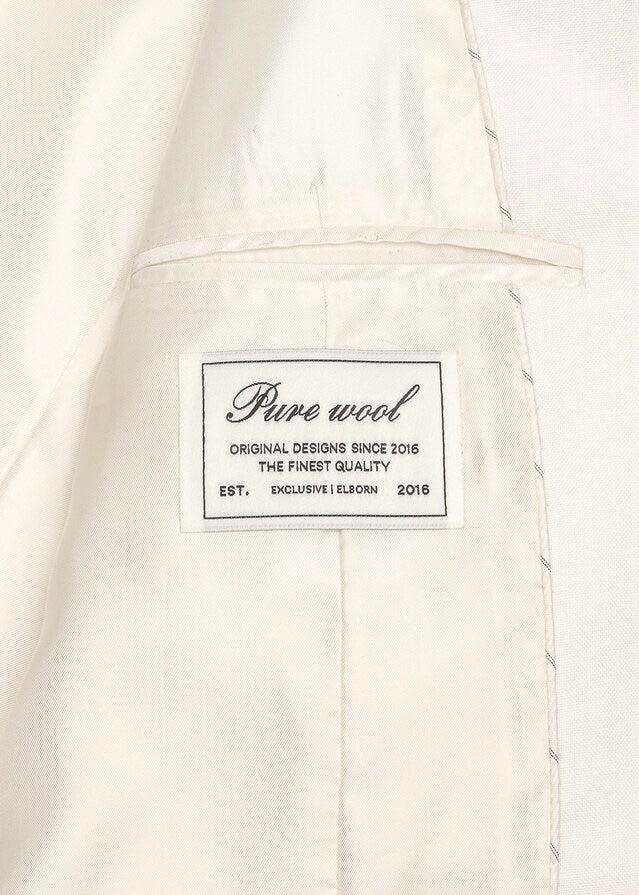 Pure wool
ORIGINAL DESIGNS SINCE 2016
THE FINEST QUALITY
EST. EXCLUSIVE | ELBORN 2016